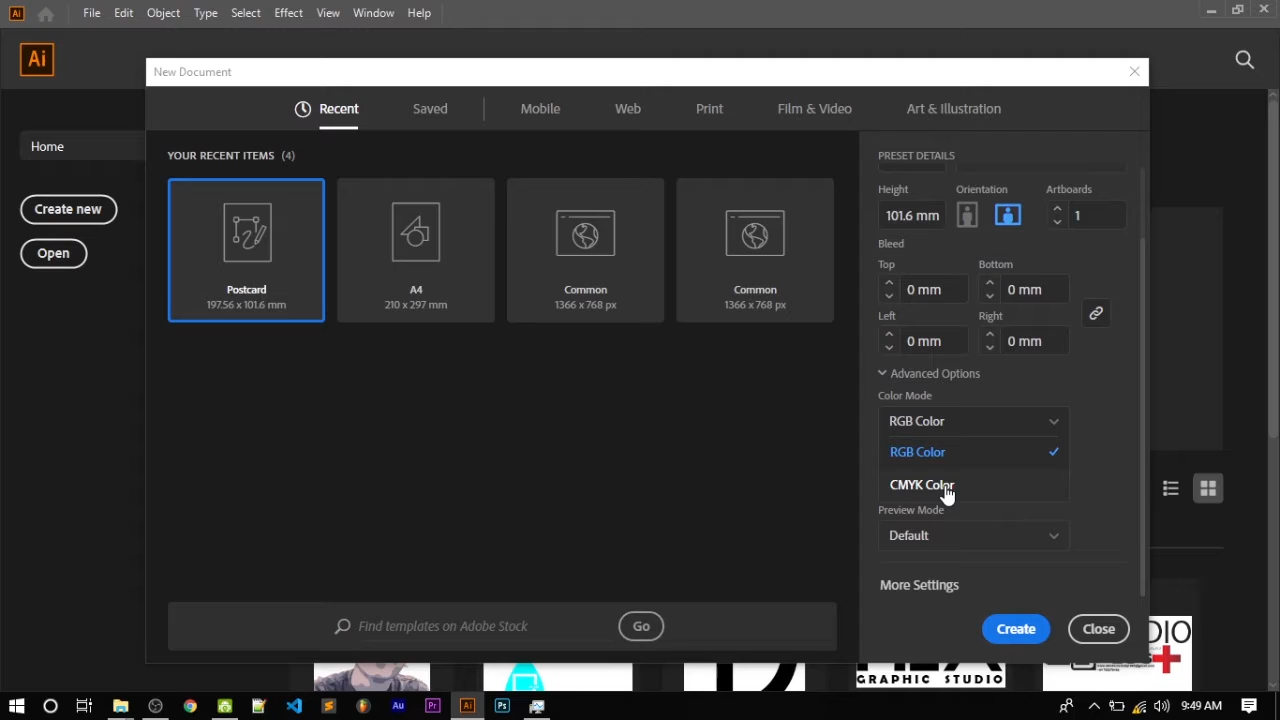 Ai File Edit Object Type Select Effect View Window Help
Ai
New Document
Recent Saved Mobile Web Print Film & Video Art & Illustration
Home
Create new
Open
YOUR RECENT ITEMS (4)
Postcard
197.56 x 101.6 mm
A4
210 x 297 mm
Common
1366 x 768 px
Common
1366 x 768 px
Find templates on Adobe Stock Go
PRESET DETAILS
Height Orientation Artboards
101.6 mm 1
Bleed
Top Bottom
0 mm 0 mm
Left Right
0 mm 0 mm
Advanced Options
Color Mode
RGB Color
RGB Color
CMYK Color
Preview Mode
Default
More Settings
Create Close
GRAPHIC STUDIO
Au Pr Ai Ps 9:49 AM